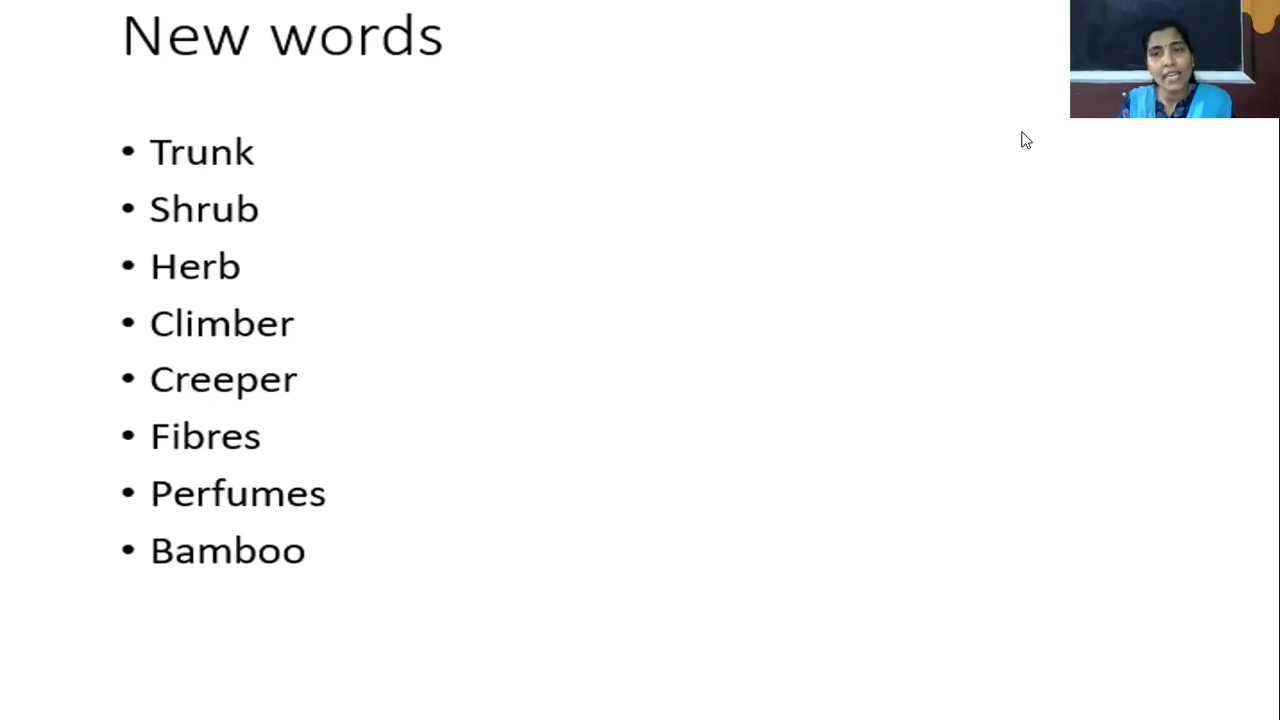 New words
• Trunk
• Shrub
• Herb
• Climber
• Creeper
• Fibres
• Perfumes
• Bamboo